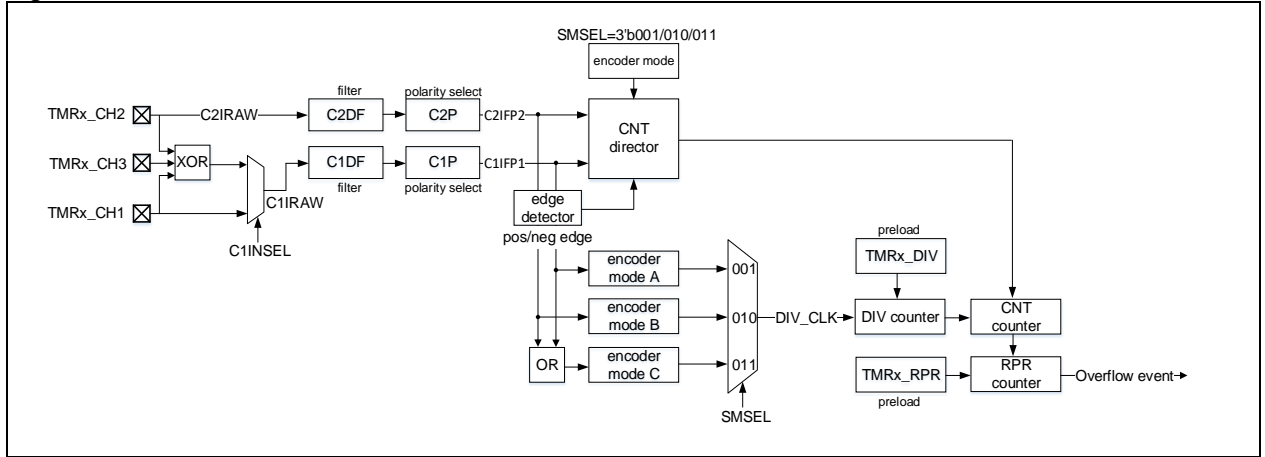 SMSEL=3'b001/010/011
encoder mode
filter
polarity select
TMRx_CH2
C2IRAW
C2DF
C2P
C2IFP2
CNT
director
TMRx_CH3
XOR
C1DF
C1P
C1IFP1
filter
polarity select
C1IRAW
TMRx_CH1
C1INSEL
edge
detector
pos/neg edge
preload
TMRx_DIV
encoder
mode A
001
encoder
mode B
010
DIV_CLK
DIV counter
CNT
counter
OR
encoder
mode C
011
TMRx_RPR
RPR
counter
Overflow event
preload
SMSEL